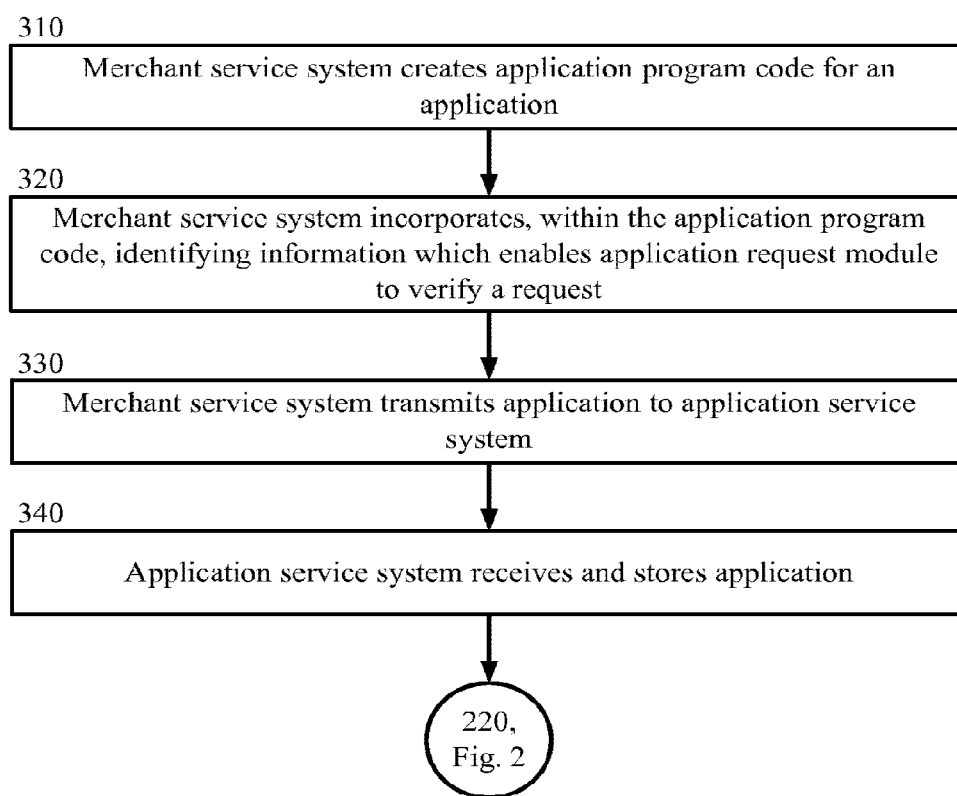 310
Merchant service system creates application program code for an
application
320
Merchant service system incorporates, within the application program
code, identifying information which enables application request module
to verify a request
330
Merchant service system transmits application to application service
system
340
Application service system receives and stores application
220,
Fig. 2